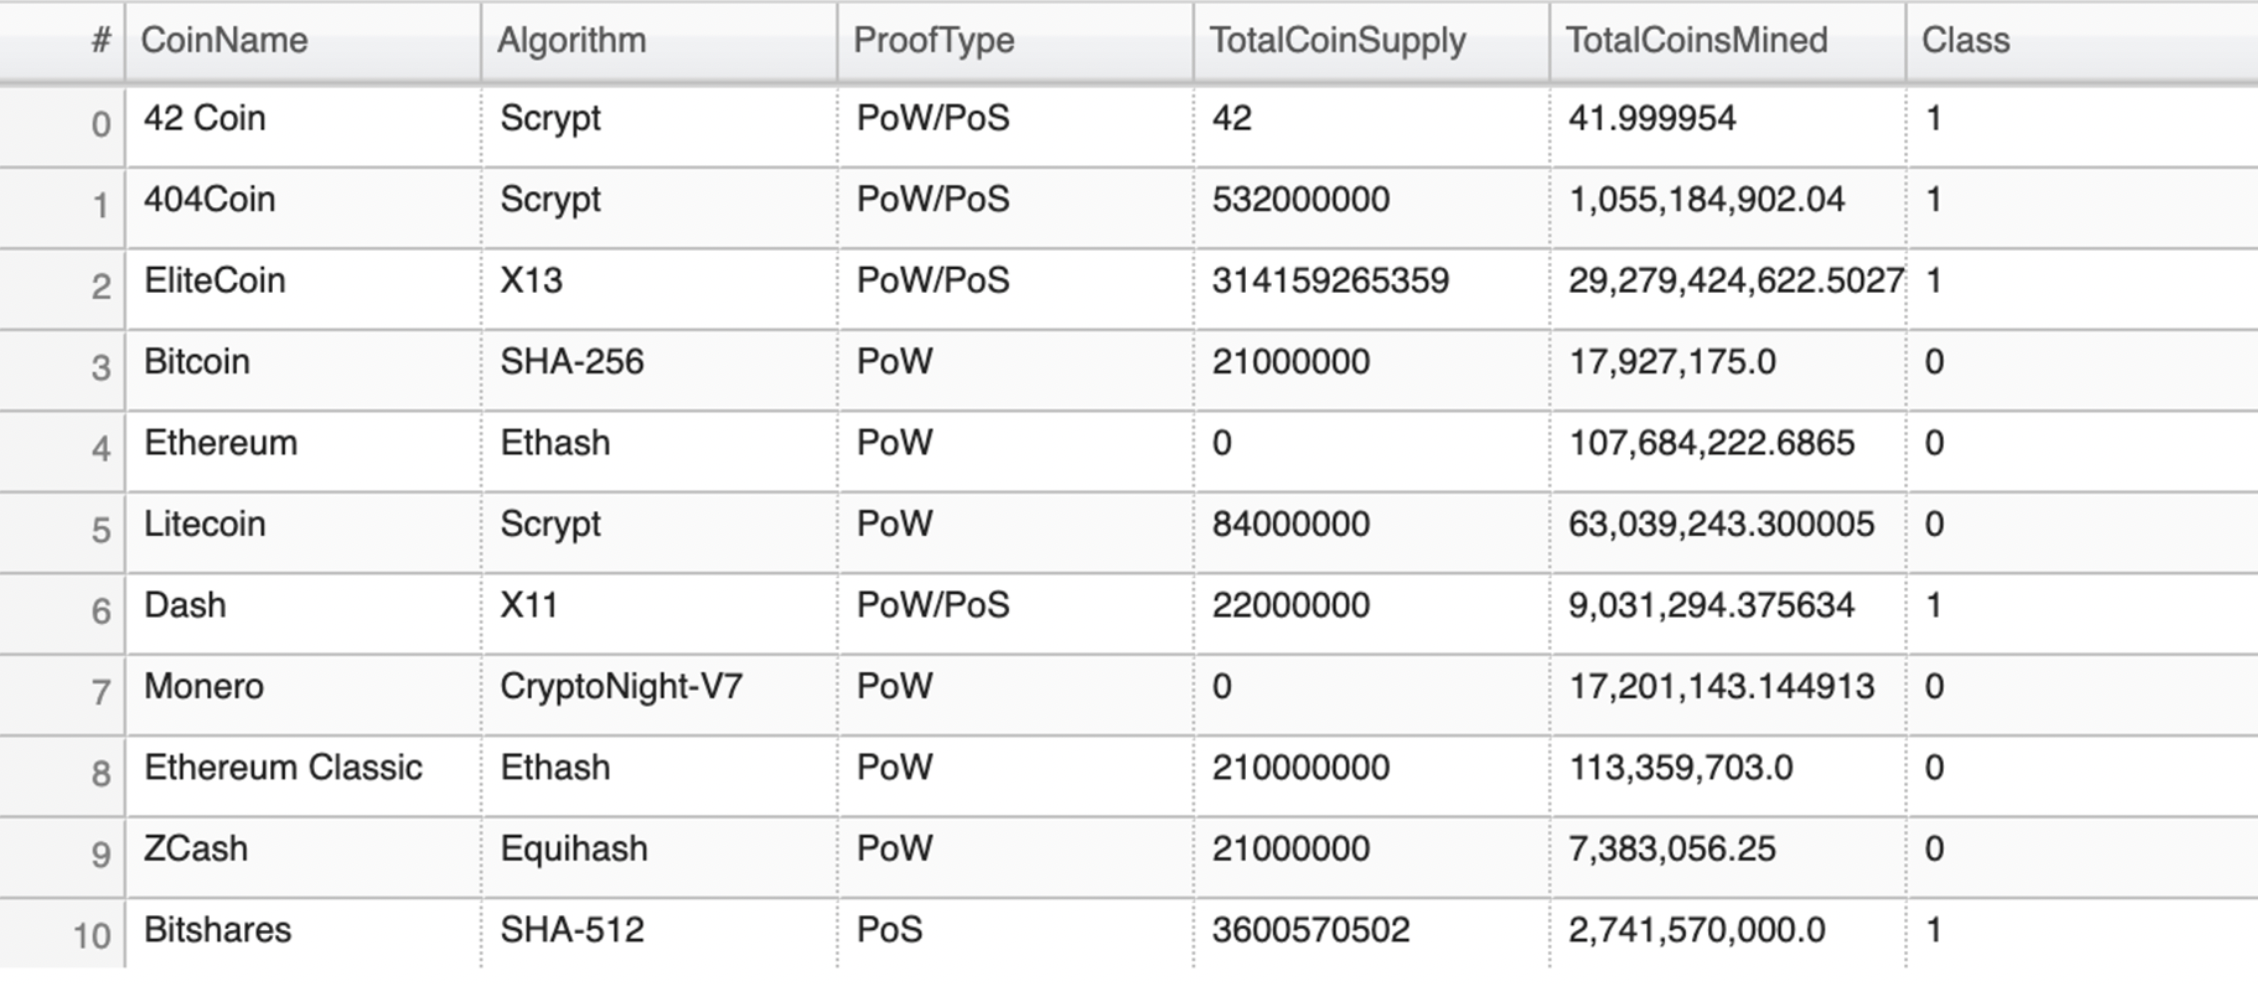 # CoinName Algorithm ProofType TotalCoinSupply TotalCoinsMined Class
0 42 Coin Scrypt PoW/PoS 42 41.999954 1
1 404Coin Scrypt PoW/PoS 532000000 1,055,184,902.04 1
2 EliteCoin X13 PoW/PoS 314159265359 29,279,424,622.5027 1
3 Bitcoin SHA-256 PoW 21000000 17,927,175.0 0
4 Ethereum Ethash PoW 0 107,684,222.6865 0
5 Litecoin Scrypt PoW 84000000 63,039,243.300005 0
6 Dash X11 PoW/PoS 22000000 9,031,294.375634 1
7 Monero CryptoNight-V7 PoW 0 17,201,143.144913 0
8 Ethereum Classic Ethash PoW 210000000 113,359,703.0 0
9 ZCash Equihash PoW 21000000 7,383,056.25 0
10 Bitshares SHA-512 PoS 3600570502 2,741,570,000.0 1